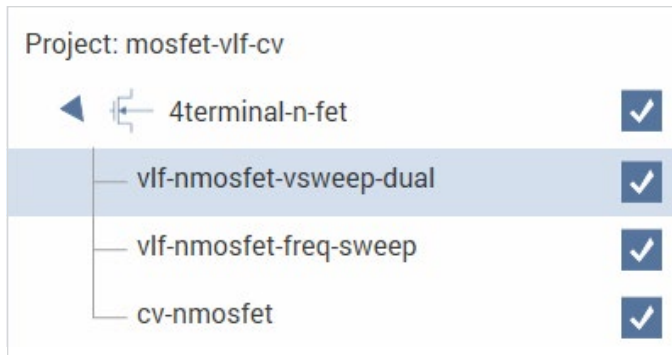 Project: mosfet-vlf-cv
4terminal-n-fet
vlf-nmosfet-vsweep-dual
vlf-nmosfet-freq-sweep
cv-nmosfet